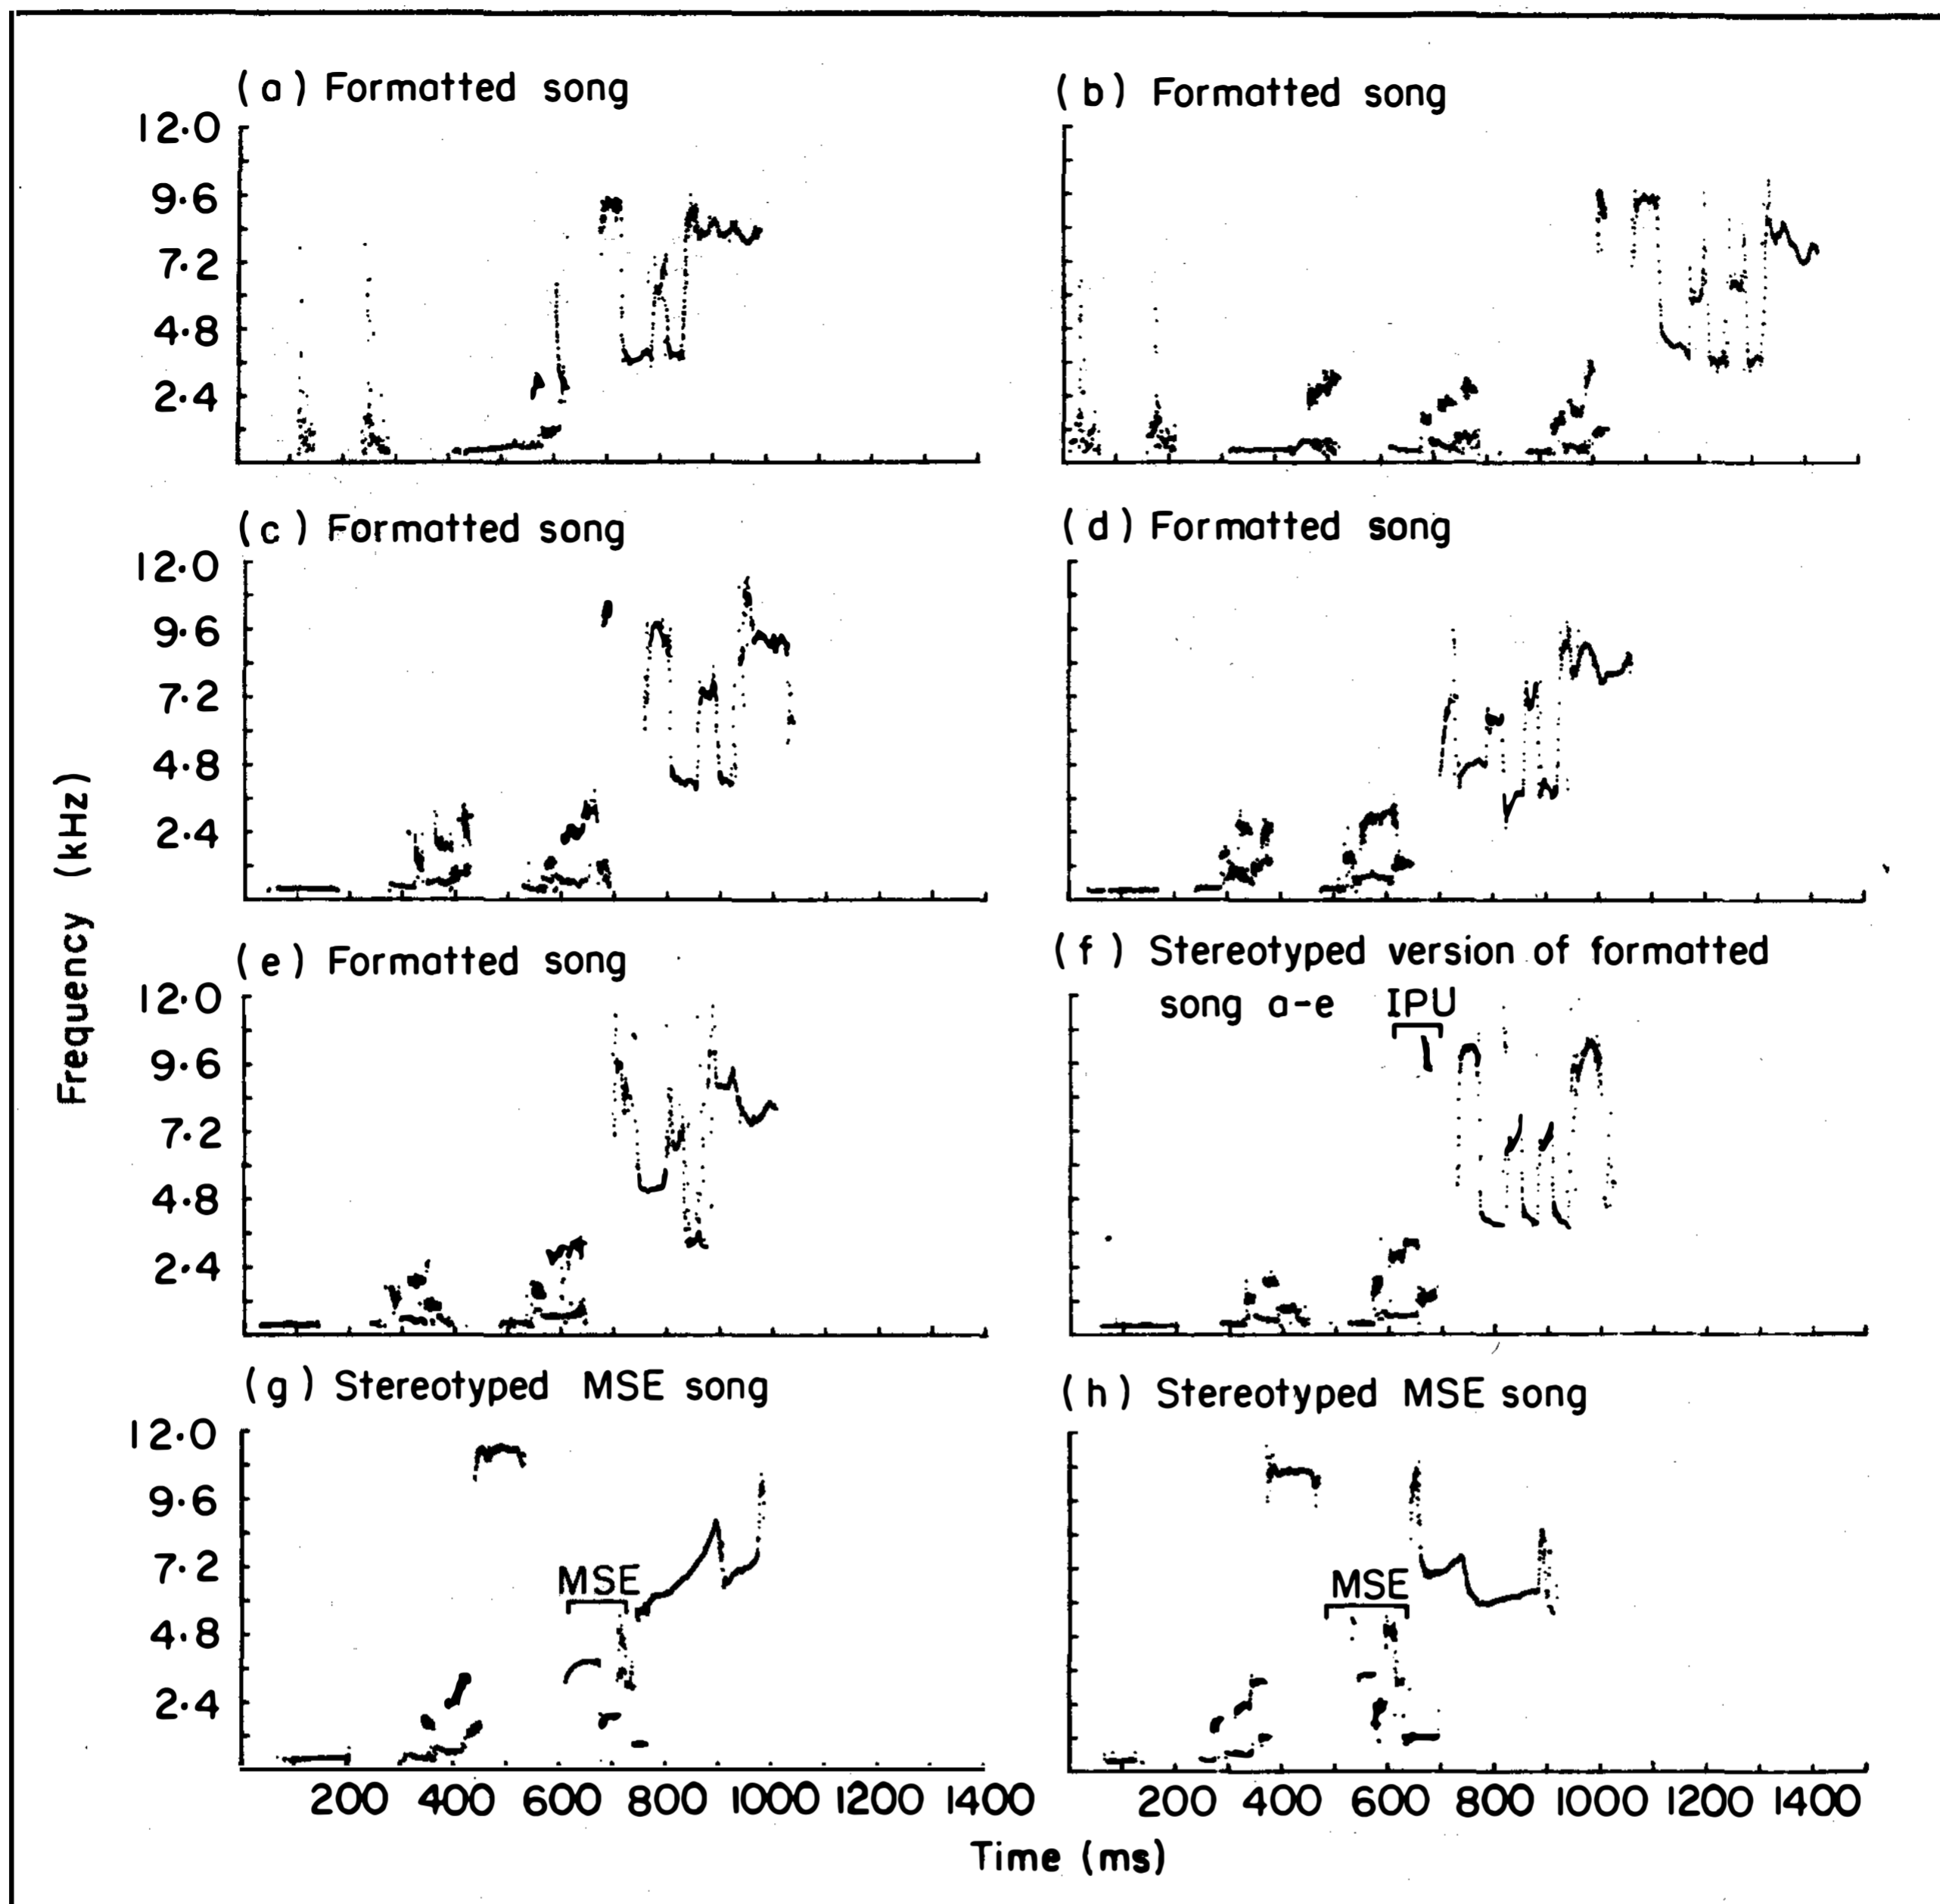 (a) Formatted song
(b) Formatted song
12.0
9.6
7.2
4.8
2.4
(c) Formatted song
(d) Formatted song
12.0
9.6
7.2
4.8
2.4
Frequency (kHz)
(e) Formatted song
(f) Stereotyped version of formatted
song a-e IPU
12.0
9.6
7.2
4.8
2.4
(g) Stereotyped MSE song
(h) Stereotyped MSE song
12.0
9.6
7.2
4.8
2.4
MSE
MSE
200 400 600 800 1000 1200 1400
200 400 600 800 1000 1200 1400
Time (ms)